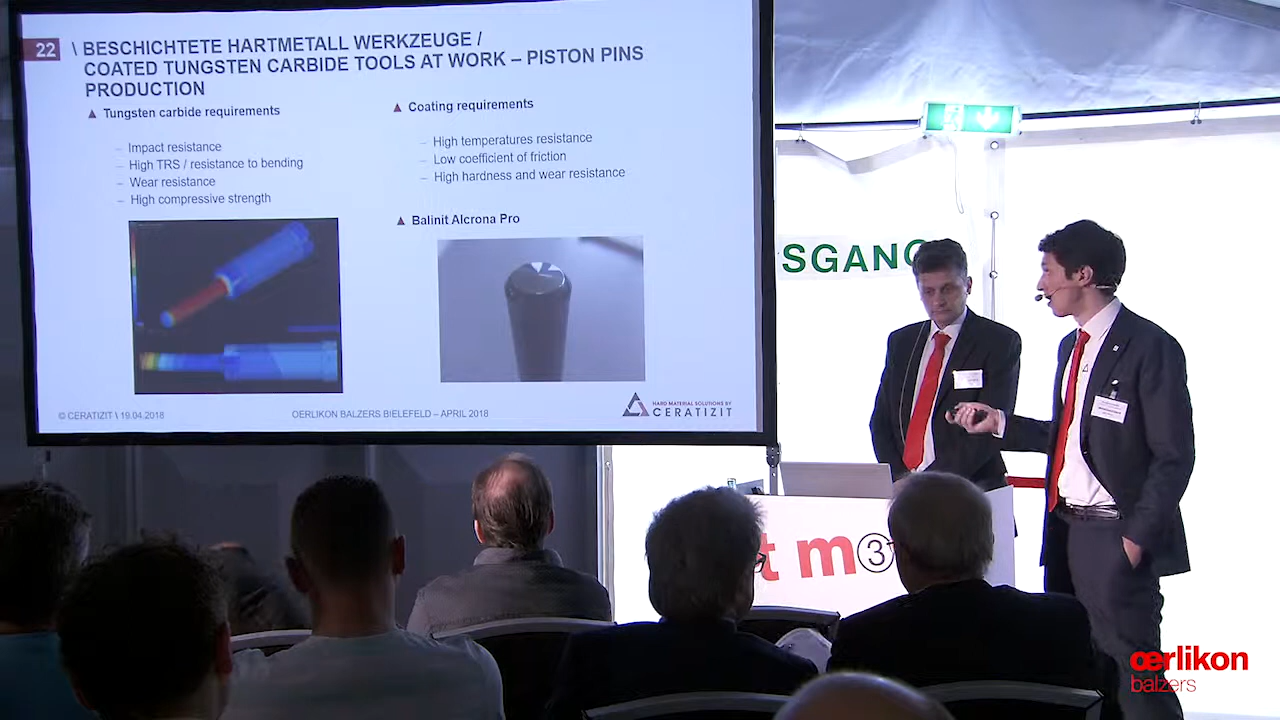 22
\ BESCHICHTETE HARTMETALL WERKZEUGE /
COATED TUNGSTEN CARBIDE TOOLS AT WORK – PISTON PINS
PRODUCTION
Tungsten carbide requirements
– Impact resistance
– High TRS / resistance to bending
– Wear resistance
– High compressive strength
Coating requirements
– High temperatures resistance
– Low coefficient of friction
– High hardness and wear resistance
Balinit Alcrona Pro
© CERATIZIT \ 19.04.2018
OERLIKON BALZERS BIELEFELD – APRIL 2018
HARD MATERIAL SOLUTIONS BY
CERATIZIT
SGANG
t m 3
œrlikon
balzers